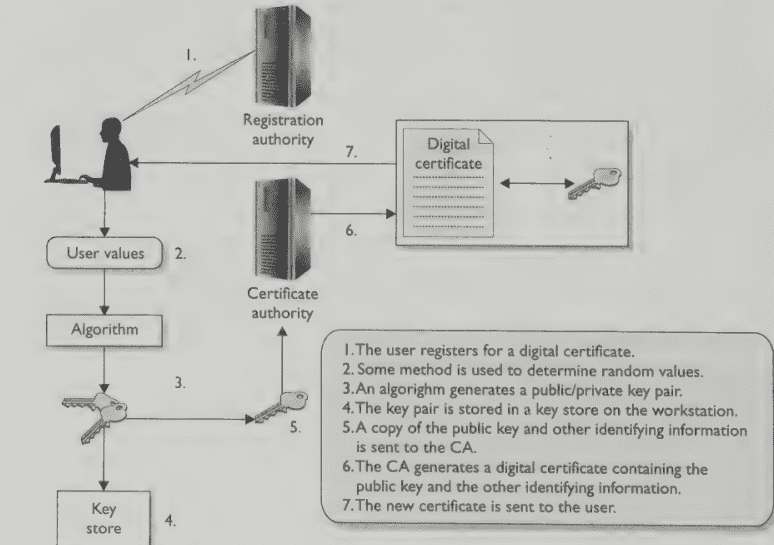 1.
Registration
authority
7.
Digital
certificate
6.
User values
2.
Certificate
authority
Algorithm
3.
5.
Key
store
4.
1.The user registers for a digital certificate.
2. Some method is used to determine random values.
3.An algorighm generates a public/private key pair.
4.The key pair is stored in a key store on the workstation.
5.A copy of the public key and other identifying information
is sent to the CA.
6.The CA generates a digital certificate containing the
public key and the other identifying information.
7.The new certificate is sent to the user.